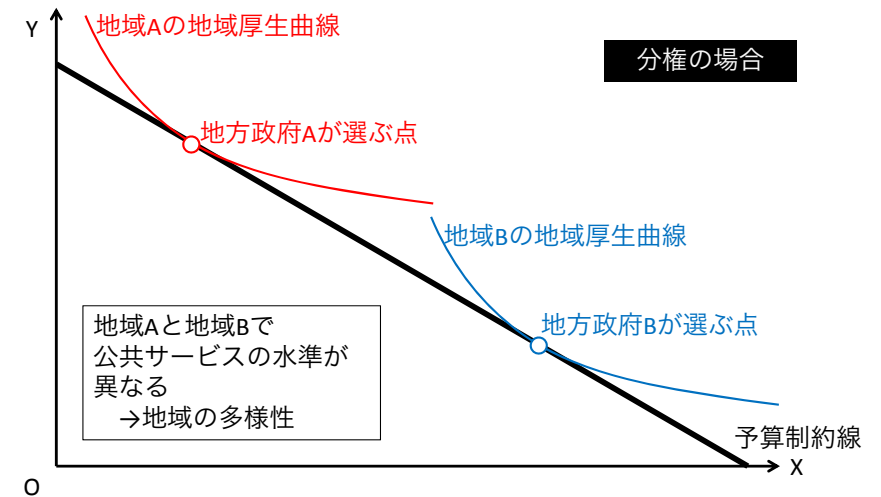 Y
地域Aの地域厚生曲線
分権の場合
地方政府Aが選ぶ点
地域Bの地域厚生曲線
地方政府Bが選ぶ点
地域Aと地域Bで
公共サービスの水準が
異なる
→地域の多様性
予算制約線
X
O